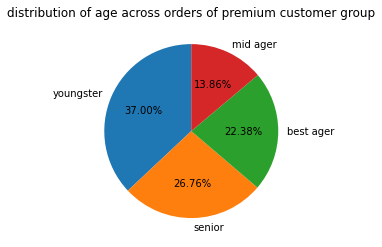 distribution of age across orders of premium customer group
mid ager
13.86%
youngster
37.00%
22.38%
best ager
26.76%
senior